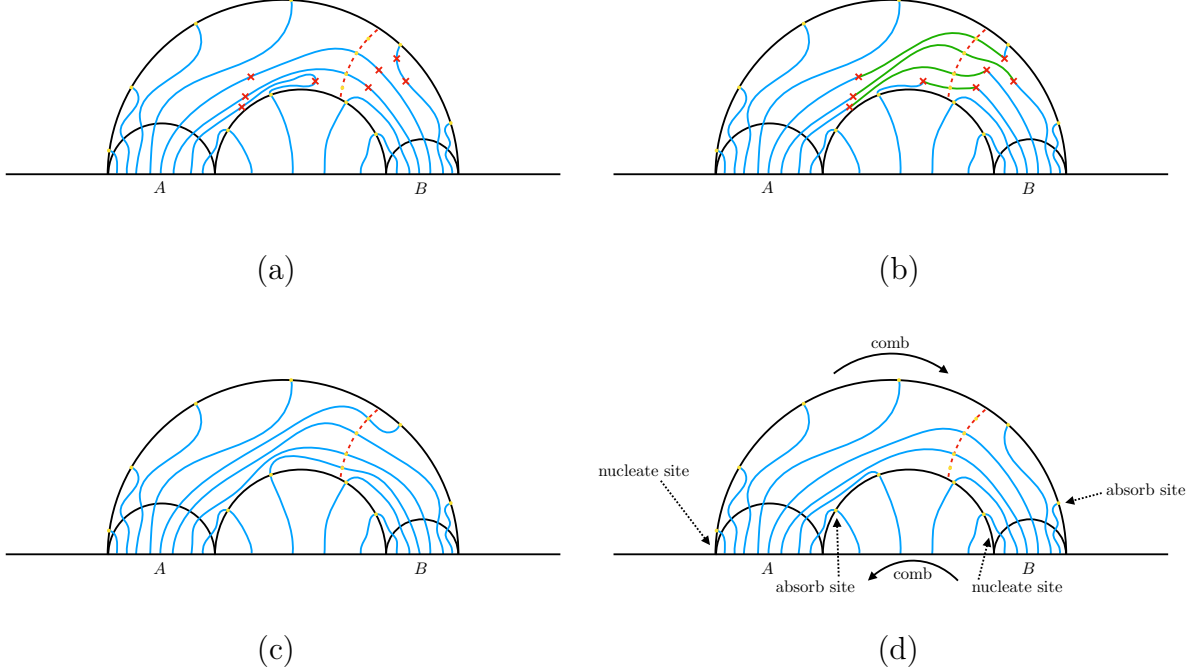 A
B
(a)
A
B
(b)
A
B
(c)
comb
nucleate site
absorb site
A
B
absorb site
comb
nucleate site
(d)